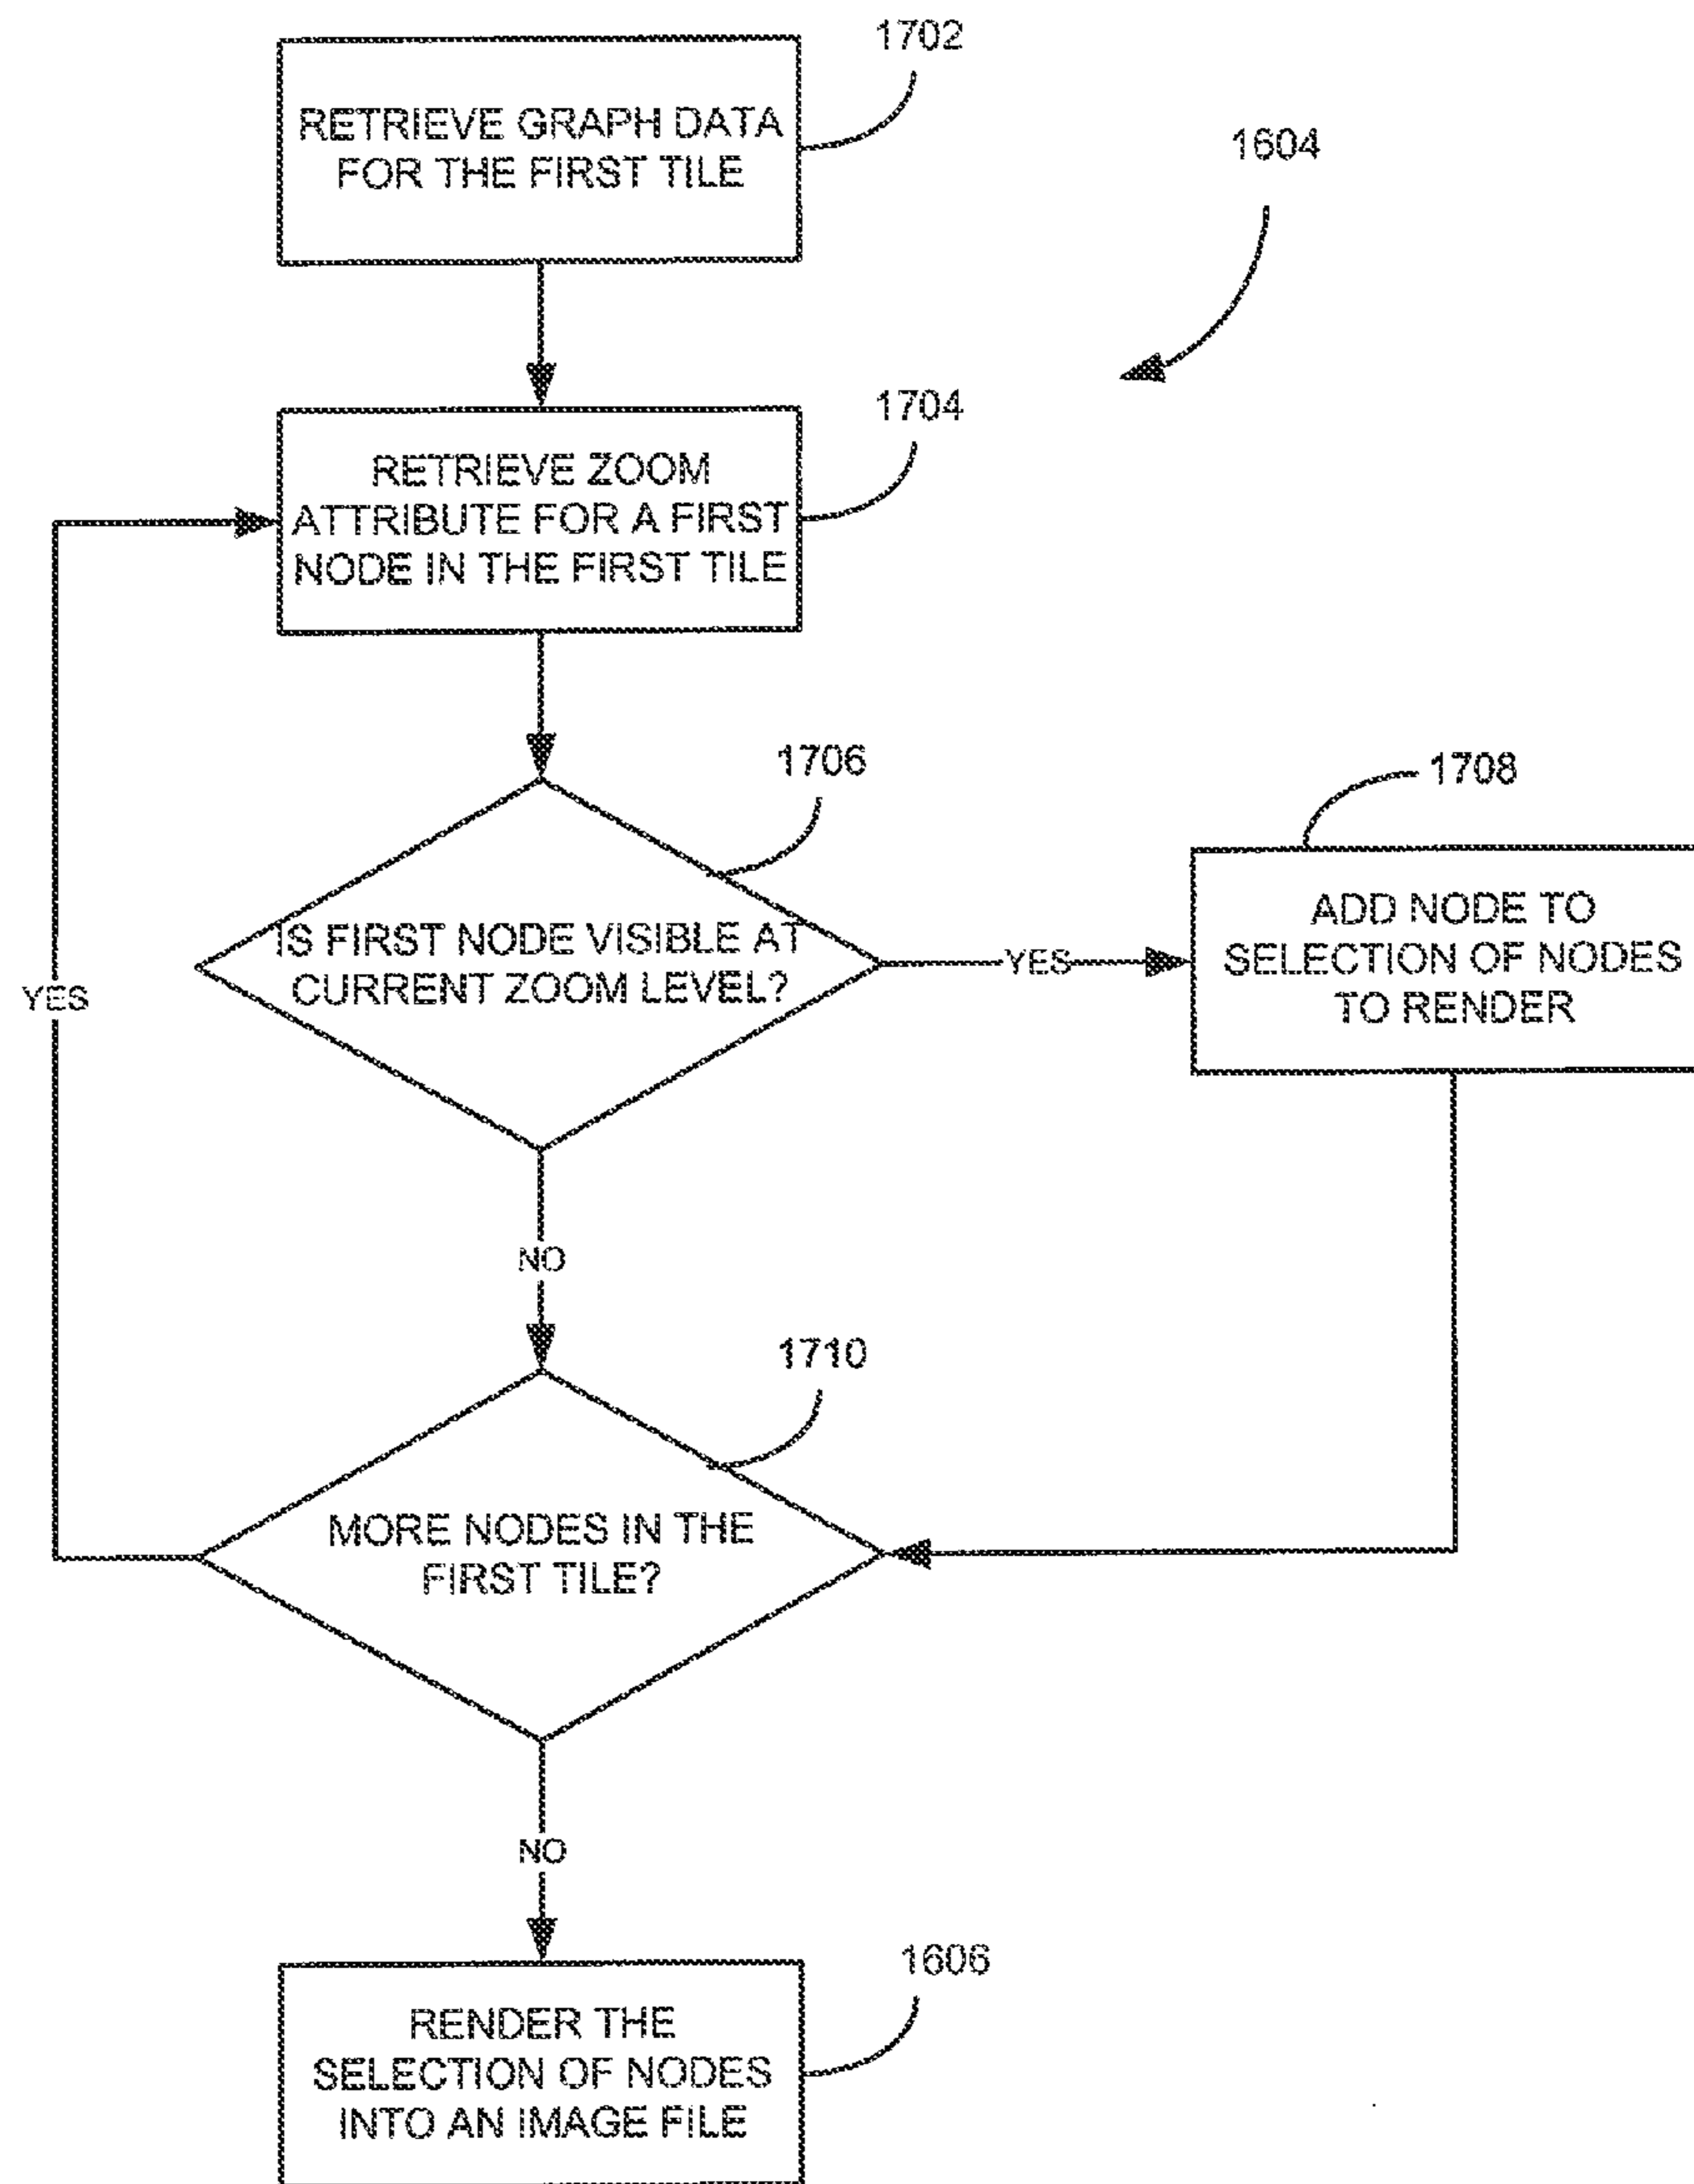 1702
RETRIEVE GRAPH DATA
FOR THE FIRST TILE
1604
1704
RETRIEVE ZOOM
ATTRIBUTE FOR A FIRST
NODE IN THE FIRST TILE
1706
1708
IS FIRST NODE VISIBLE AT
CURRENT ZOOM LEVEL?
YES
ADD NODE TO
SELECTION OF NODES
TO RENDER
YES
NO
1710
MORE NODES IN THE
FIRST TILE?
NO
1606
RENDER THE
SELECTION OF NODES
INTO AN IMAGE FILE